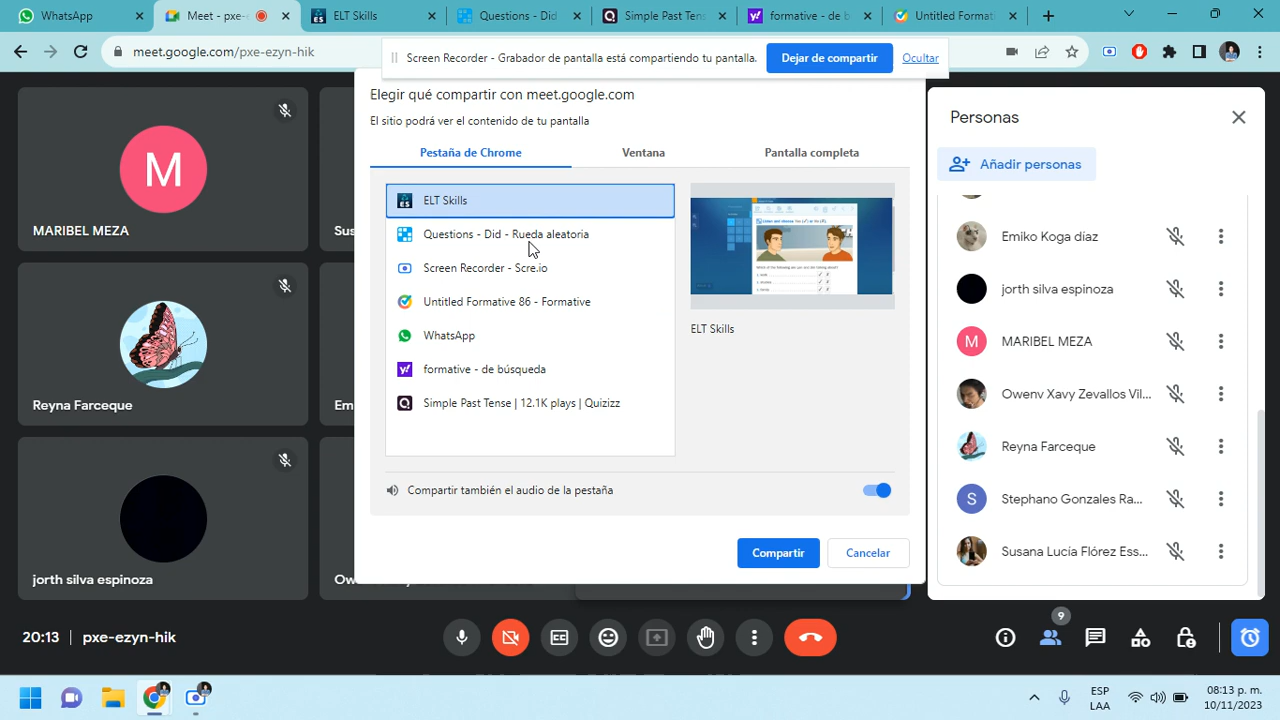 WhatsApp
Meet - pxe-
ELT Skills
Questions - Did
Simple Past Tens
formative - de b
Untitled Format
meet.google.com/pxe-ezyn-hik
Screen Recorder - Grabador de pantalla está compartiendo tu pantalla.
Dejar de compartir
Ocultar
Elegir qué compartir con meet.google.com
El sitio podrá ver el contenido de tu pantalla
Pestaña de Chrome
Ventana
Pantalla completa
ELT Skills
Questions - Did - Rueda aleatoria
Screen Recorder - Scre.io
Untitled Formative 86 - Formative
WhatsApp
formative - de búsqueda
Simple Past Tense | 12.1K plays | Quizizz
ELT Skills
Compartir también el audio de la pestaña
Compartir
Cancelar
M
MARIBEL MEZA
Sus
Reyna Farceque
Em
jorth silva espinoza
Personas
Añadir personas
Emiko Koga díaz
jorth silva espinoza
M
MARIBEL MEZA
Owenv Xavy Zevallos Vil...
Reyna Farceque
S
Stephano Gonzales Ra...
Susana Lucía Flórez Ess...
20:13
pxe-ezyn-hik
9
ESP
LAA
08:13 p.m.
10/11/2023